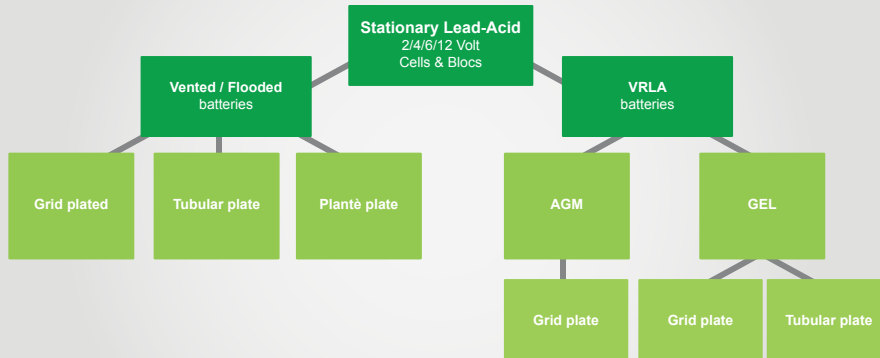 Stationary Lead-Acid
2/4/6/12 Volt
Cells & Blocs
Vented / Flooded
batteries
VRLA
batteries
Grid plated
Tubular plate
Plantè plate
AGM
GEL
Grid plate
Grid plate
Tubular plate